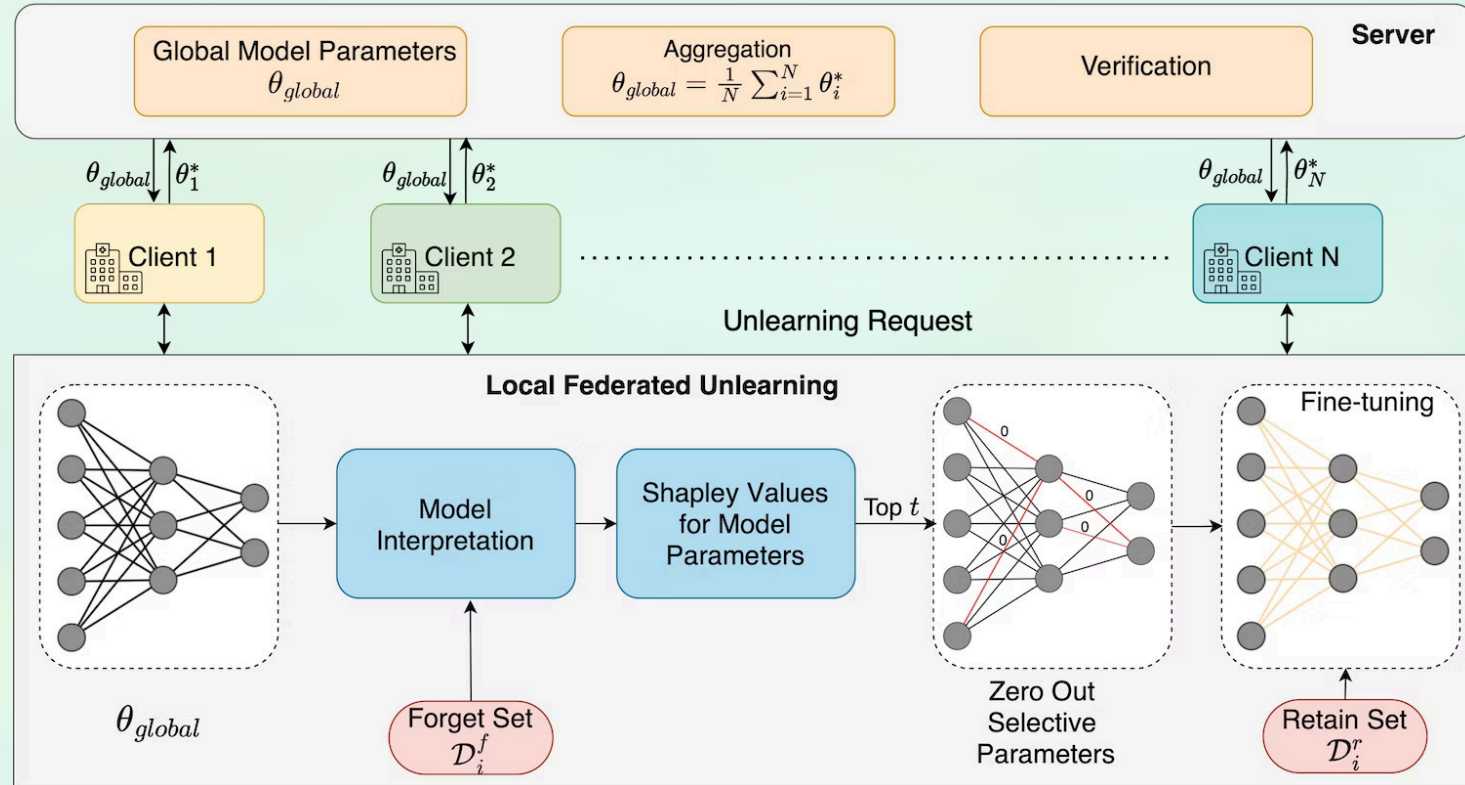 Server
Global Model Parameters
θ_global
Aggregation
θ_global = 1/N ∑_{i=1}^{N} θ_i^*
Verification
θ_global θ_1^*
θ_global θ_2^*
θ_global θ_N^*
Client 1
Client 2
Client N
Unlearning Request
Local Federated Unlearning
Model
Interpretation
Shapley Values
for Model
Parameters
Top t
0
0
0
0
Fine-tuning
θ_global
Forget Set
𝒟_i^f
Zero Out
Selective
Parameters
Retain Set
𝒟_i^r